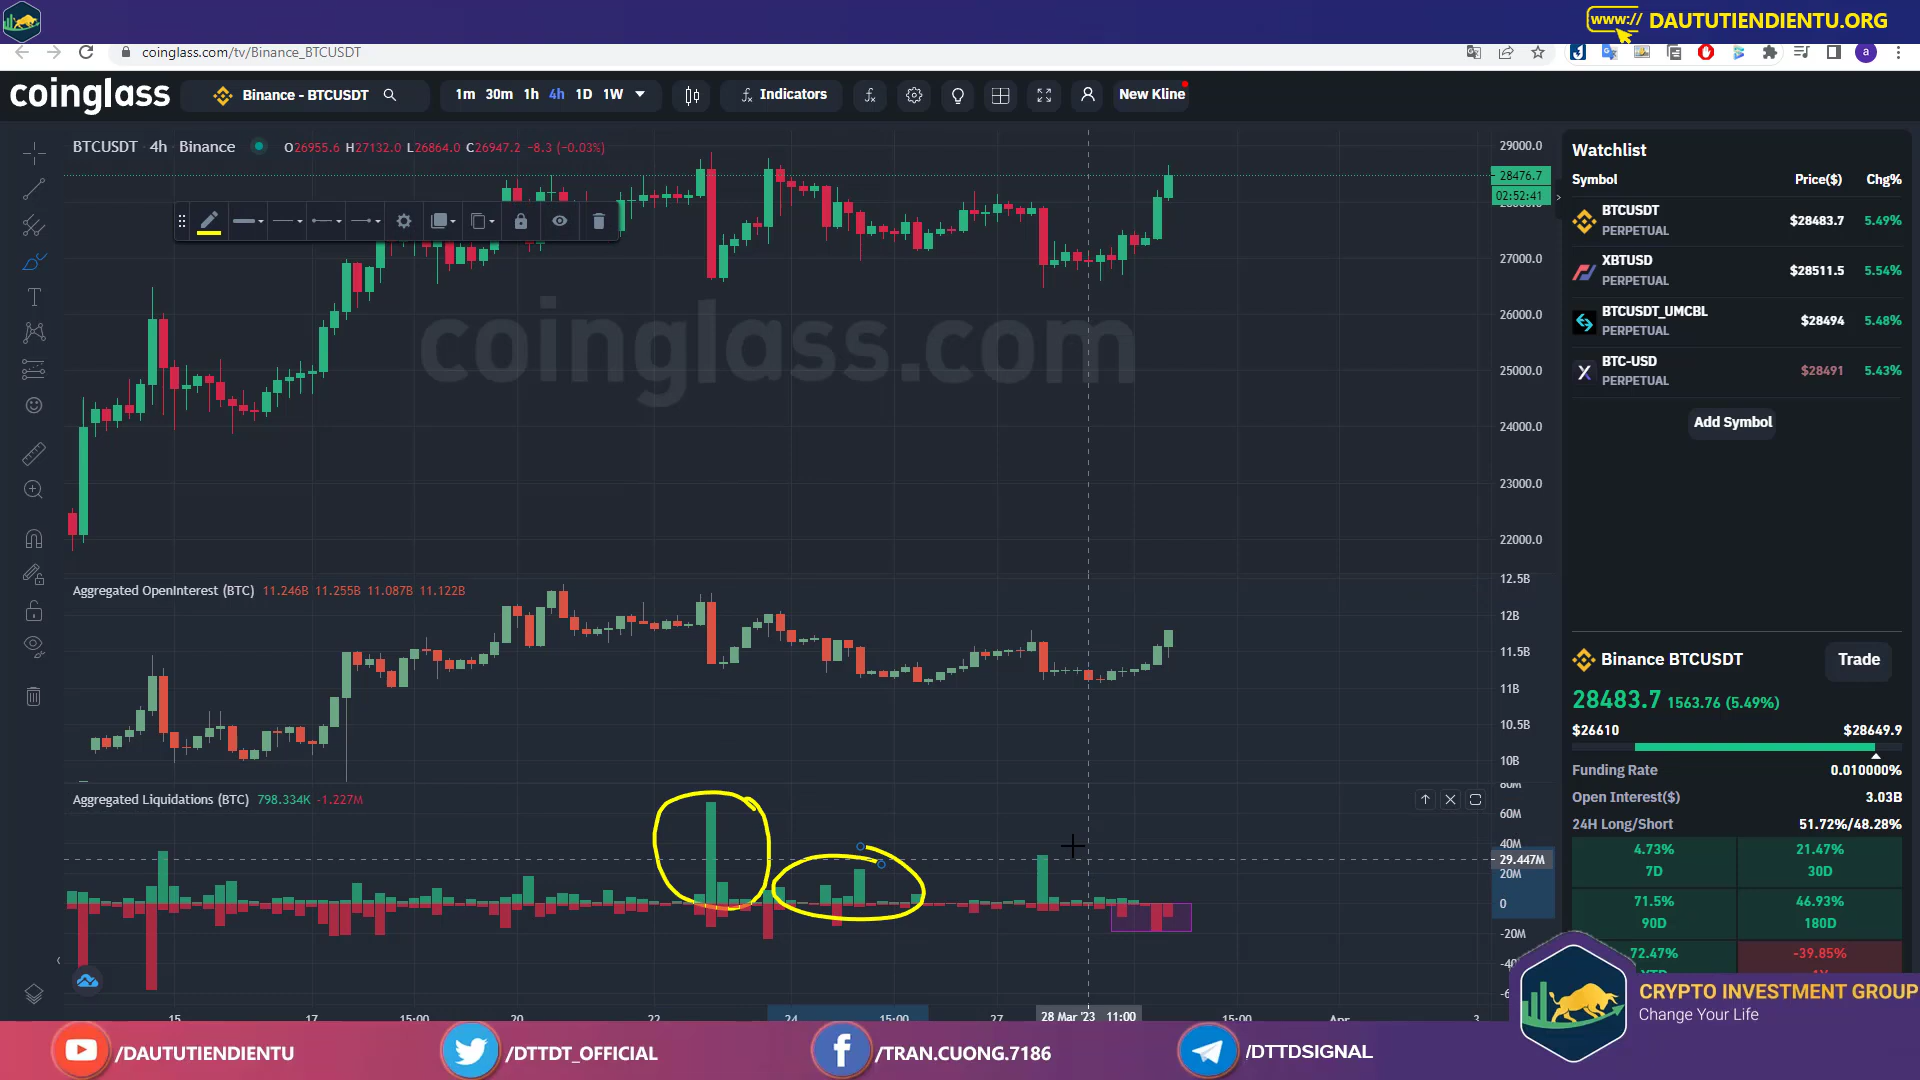 www:// DAUTUTIENDIENTU.ORG
coinglass.com/tv/Binance_BTCUSDT
coinglass
Binance - BTCUSDT
1m 30m 1h 4h 1D 1W
Indicators
New Kline
BTCUSDT 4h Binance O26955.6 H27132.0 L26864.0 C26947.2 -8.3 (-0.03%)
29000.0
28476.7
02:52:41
27000.0
26000.0
25000.0
24000.0
23000.0
22000.0
coinglass.com
Aggregated OpenInterest (BTC) 11.246B 11.255B 11.087B 11.122B
12.5B
12B
11.5B
11B
10.5B
10B
Aggregated Liquidations (BTC) 798.334K -1.227M
80M
60M
40M
29.447M
20M
0
-20M
15 17 15:00 20 22 24 15:00 27 28 Mar '23 11:00 15:00 Apr 3
Watchlist
Symbol Price($) Chg%
BTCUSDT
PERPETUAL
$28483.7 5.49%
XBTUSD
PERPETUAL
$28511.5 5.54%
BTCUSDT_UMCBL
PERPETUAL
$28494 5.48%
BTC-USD
PERPETUAL
$28491 5.43%
Add Symbol
Binance BTCUSDT
Trade
28483.7 1563.76 (5.49%)
$26610 $28649.9
Funding Rate 0.010000%
Open Interest($) 3.03B
24H Long/Short 51.72%/48.28%
4.73% 21.47%
7D 30D
71.5% 46.93%
90D 180D
72.47% -39.85%
CRYPTO INVESTMENT GROUP
Change Your Life
/DAUTUTIENDIENTU
/DTTDT_OFFICIAL
/TRAN.CUONG.7186
/DTTDSIGNAL